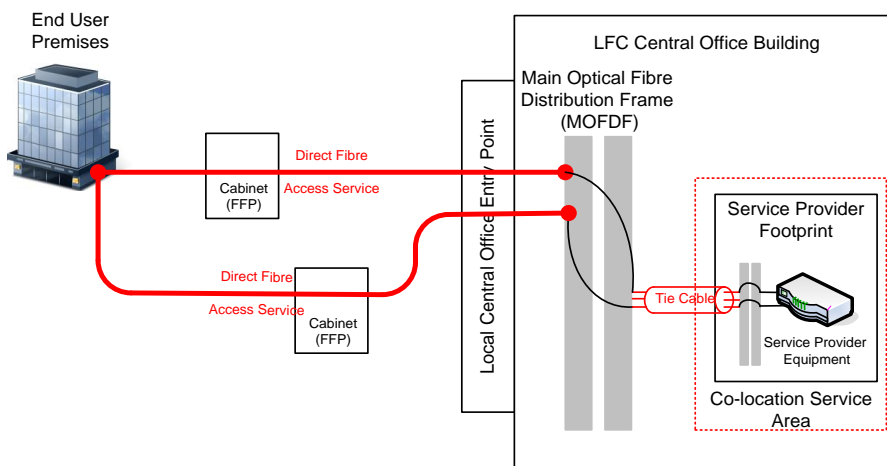 End User
Premises
LFC Central Office Building
Main Optical Fibre
Distribution Frame
(MOFDF)
Local Central Office Entry Point
Direct Fibre
Access Service
Cabinet
(FFP)
Direct Fibre
Access Service
Cabinet
(FFP)
Tie Cable
Service Provider
Footprint
Service Provider
Equipment
Co-location Service
Area